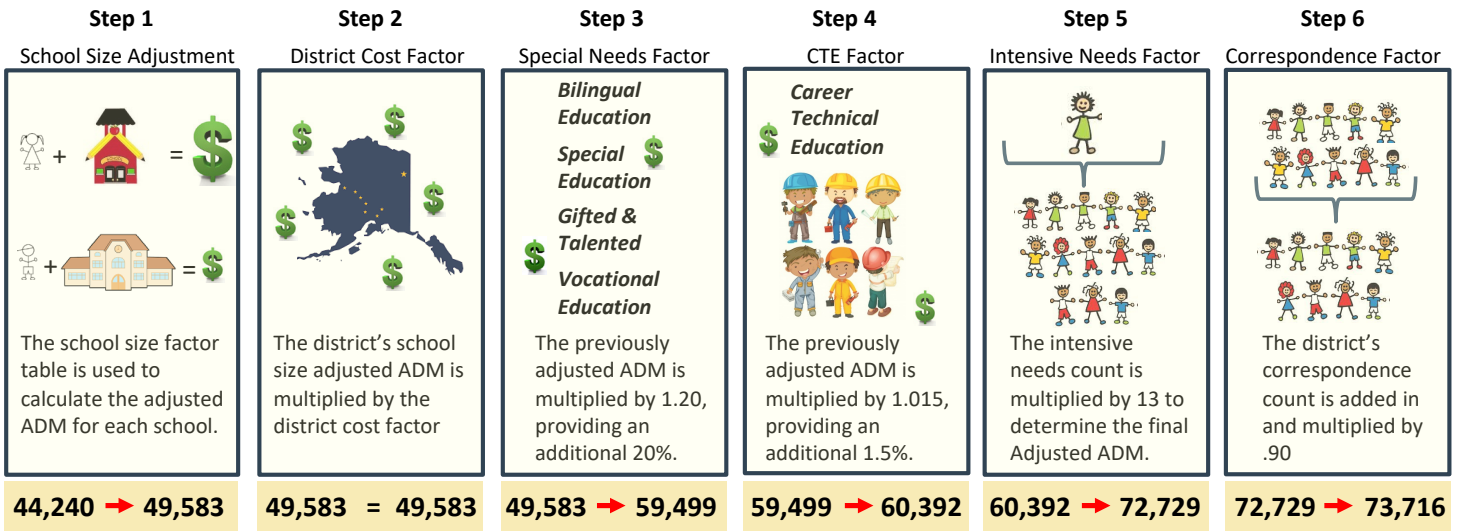 Step 1
School Size Adjustment
The school size factor
table is used to
calculate the adjusted
ADM for each school.
44,240 → 49,583
Step 2
District Cost Factor
The district’s school
size adjusted ADM is
multiplied by the
district cost factor
49,583 = 49,583
Step 3
Special Needs Factor
Bilingual
Education
Special
Education
Gifted &
Talented
Vocational
Education
The previously
adjusted ADM is
multiplied by 1.20,
providing an
additional 20%.
49,583 → 59,499
Step 4
CTE Factor
Career
Technical
Education
The previously
adjusted ADM is
multiplied by 1.015,
providing an
additional 1.5%.
59,499 → 60,392
Step 5
Intensive Needs Factor
The intensive
needs count is
multiplied by 13 to
determine the final
Adjusted ADM.
60,392 → 72,729
Step 6
Correspondence Factor
The district’s
correspondence
count is added in
and multiplied by
.90
72,729 → 73,716